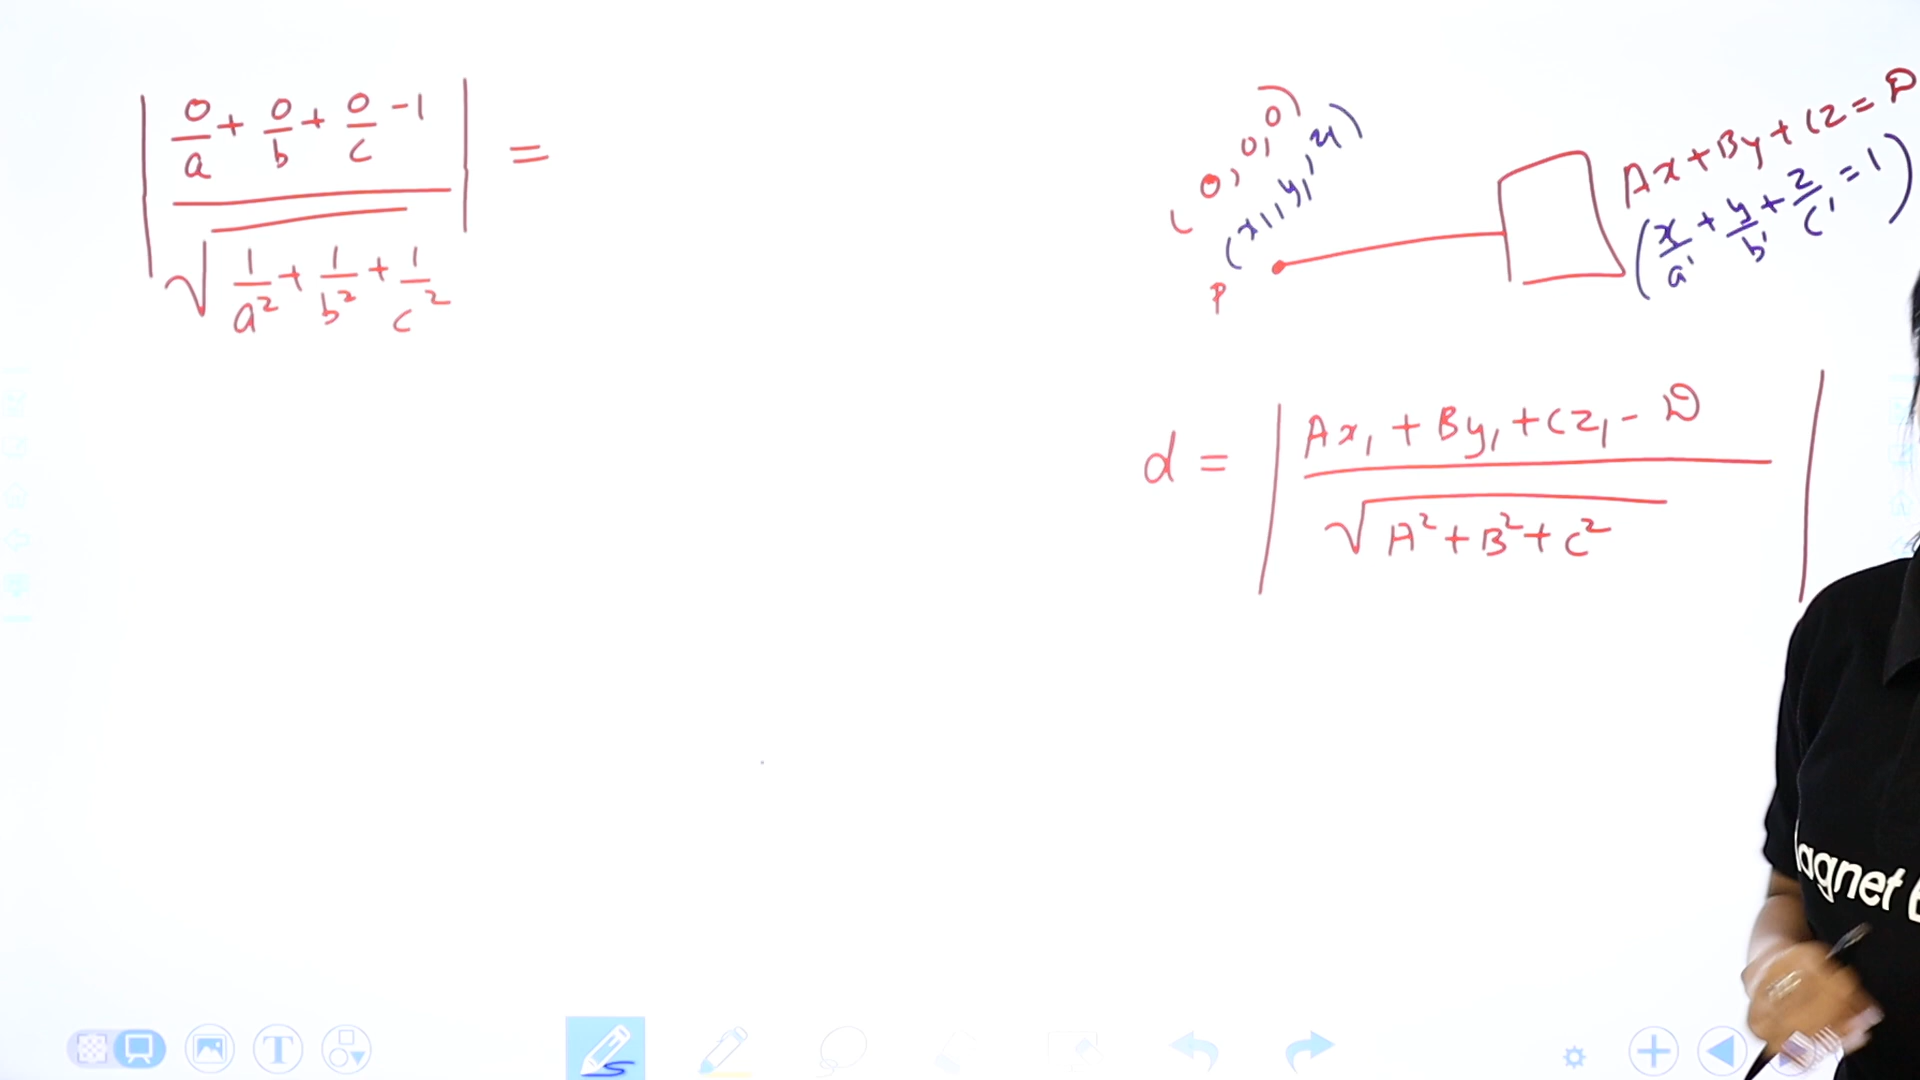 | (0/a + 0/b + 0/c - 1) / √(1/a² + 1/b² + 1/c²) | =
(0, 0, 0)
(x₁, y₁, z₁)
P
Ax + By + Cz = D
(x/a' + y/b' + z/c' = 1)
d = | (Ax₁ + By₁ + Cz₁ - D) / √(A² + B² + C²) |
agnet
T